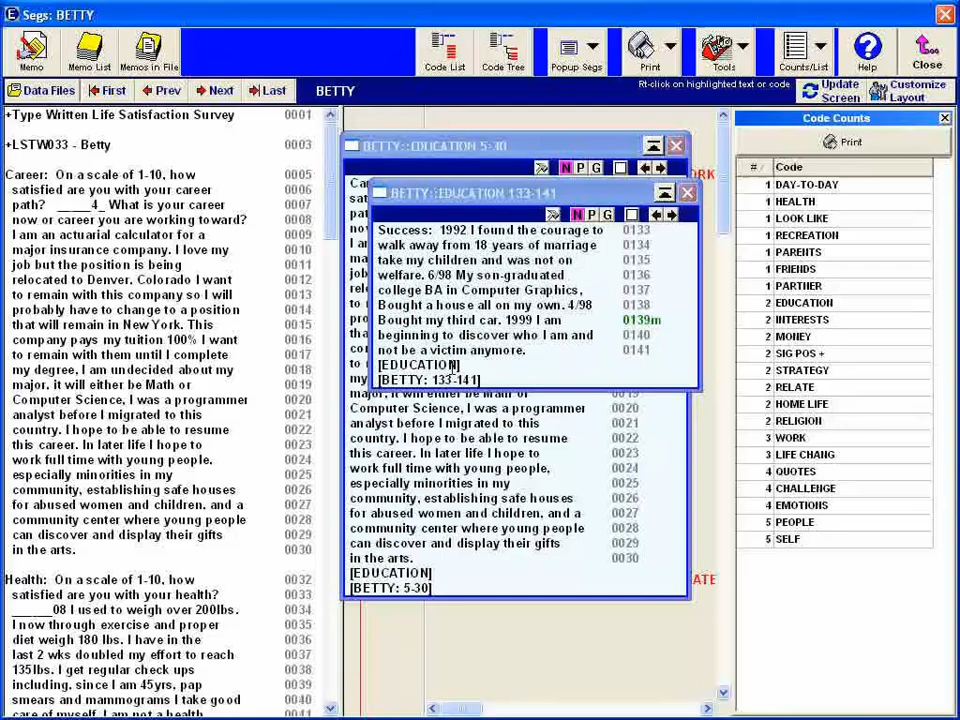 Segs: BETTY
Memo
Memo List
Memos in File
Code List
Code Tree
Popup Segs
Print
Tools
Counts/List
Help
Close
Data Files
First
Prev
Next
Last
BETTY
Rt-click on highlighted text or code
Update Screen
Customize Layout
+Type Written Life Satisfaction Survey 0001
+LSTW033 - Betty 0003
Career: On a scale of 1-10, how 0005
satisfied are you with your career 0006
path? _____4_ What is your career 0007
now or career you are working toward? 0008
I am an actuarial calculator for a 0009
major insurance company. I love my 0010
job but the position is being 0011
relocated to Denver, Colorado I want 0012
to remain with this company so I will 0013
probably have to change to a position 0014
that will remain in New York. This 0015
company pays my tuition 100% I want 0016
to remain with them until I complete 0017
my degree, I am undecided about my 0018
major, it will either be Math or 0019
Computer Science, I was a programmer 0020
analyst before I migrated to this 0021
country. I hope to be able to resume 0022
this career. In later life I hope to 0023
work full time with young people, 0024
especially minorities in my 0025
community, establishing safe houses 0026
for abused women and children, and a 0027
community center where young people 0028
can discover and display their gifts 0029
in the arts. 0030
Health: On a scale of 1-10, how 0032
satisfied are you with your health? 0033
______08 I used to weigh over 200lbs. 0034
I now through exercise and proper 0035
diet weigh 180 lbs. I have in the 0036
last 2 wks doubled my effort to reach 0037
135lbs. I get regular check ups 0038
including, since I am 45yrs, pap 0039
smears and mammograms I take good 0040
care of myself. I am not a health 0041
BETTY::EDUCATION 5-30
N P G
BETTY::EDUCATION 133-141
N P G
Success: 1992 I found the courage to 0133
walk away from 18 years of marriage 0134
take my children and was not on 0135
welfare. 6/98 My son-graduated 0136
college BA in Computer Graphics, 0137
Bought a house all on my own. 4/98 0138
Bought my third car. 1999 I am 0139m
beginning to discover who I am and 0140
not be a victim anymore. 0141
[EDUCATION]
[BETTY: 133-141]
major, it will either be Math or 0019
Computer Science, I was a programmer 0020
analyst before I migrated to this 0021
country. I hope to be able to resume 0022
this career. In later life I hope to 0023
work full time with young people, 0024
especially minorities in my 0025
community, establishing safe houses 0026
for abused women and children, and a 0027
community center where young people 0028
can discover and display their gifts 0029
in the arts. 0030
[EDUCATION]
[BETTY: 5-30]
Code Counts
Print
# Code
1 DAY-TO-DAY
1 HEALTH
1 LOOK LIKE
1 RECREATION
1 PARENTS
1 FRIENDS
1 PARTNER
2 EDUCATION
2 INTERESTS
2 MONEY
2 SIG POS +
2 STRATEGY
2 RELATE
2 HOME LIFE
2 RELIGION
3 WORK
3 LIFE CHANG
4 QUOTES
4 CHALLENGE
4 EMOTIONS
5 PEOPLE
5 SELF